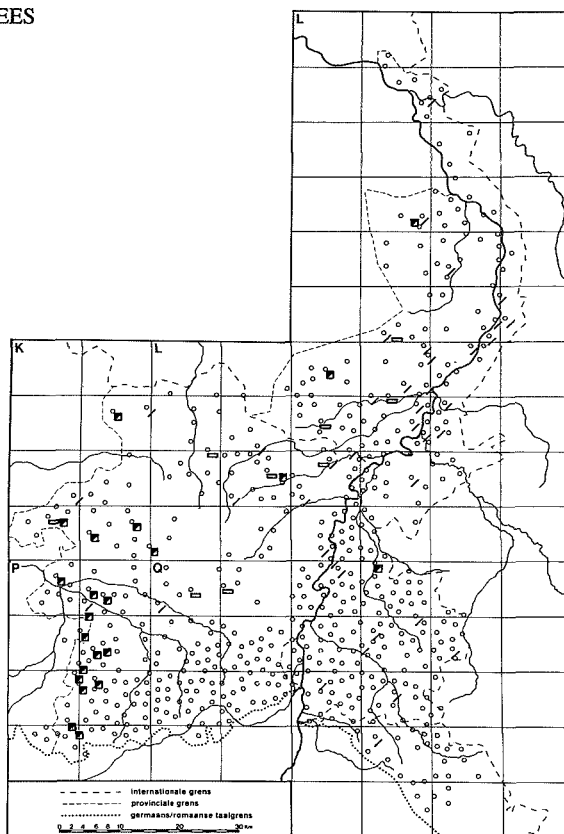 EES
L
K L
P Q
internationale grens
provinciale grens
germaans/romaanse taalgrens
0 2 4 6 8 10 20 30 Km